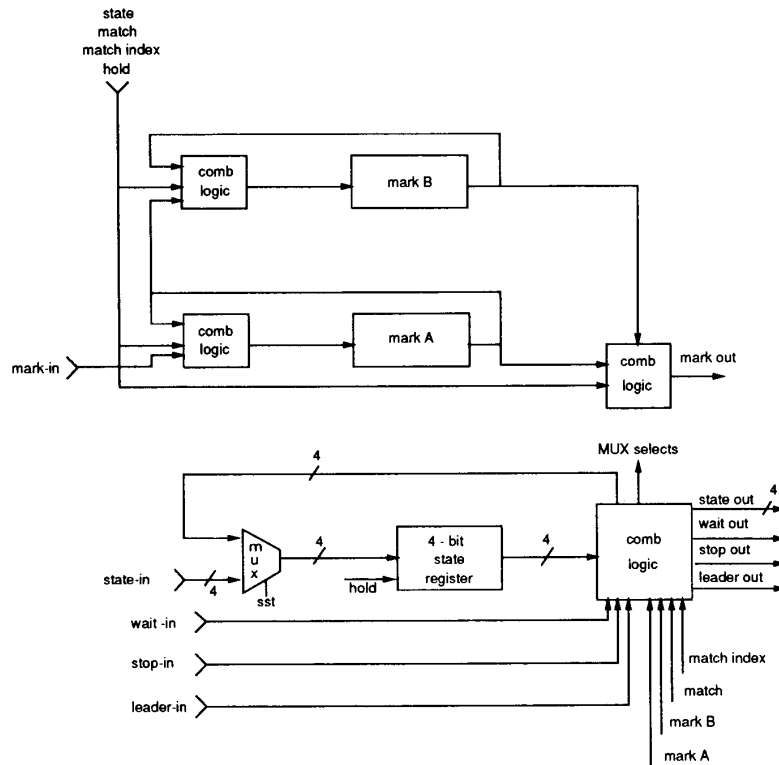 state
match
match index
hold
comb
logic
mark B
comb
logic
mark A
mark-in
comb
logic
mark out
4
MUX selects
state out
4
wait out
stop out
leader out
mux
4
4 - bit
state
register
4
comb
logic
state-in
4
sst
hold
wait -in
stop-in
leader-in
match index
match
mark B
mark A